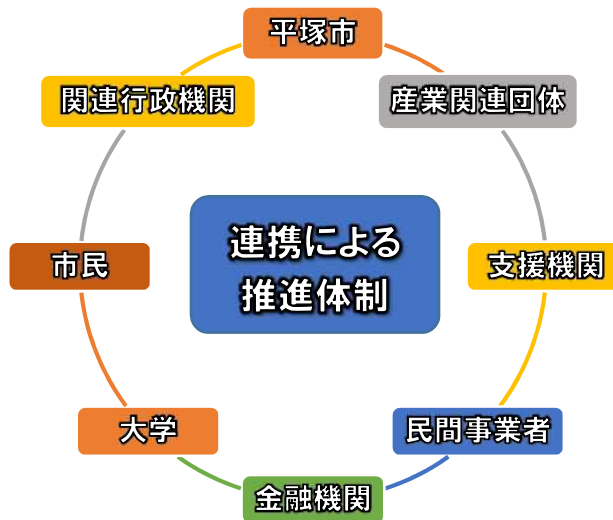 平塚市
関連行政機関
産業関連団体
連携による
推進体制
市民
支援機関
大学
民間事業者
金融機関